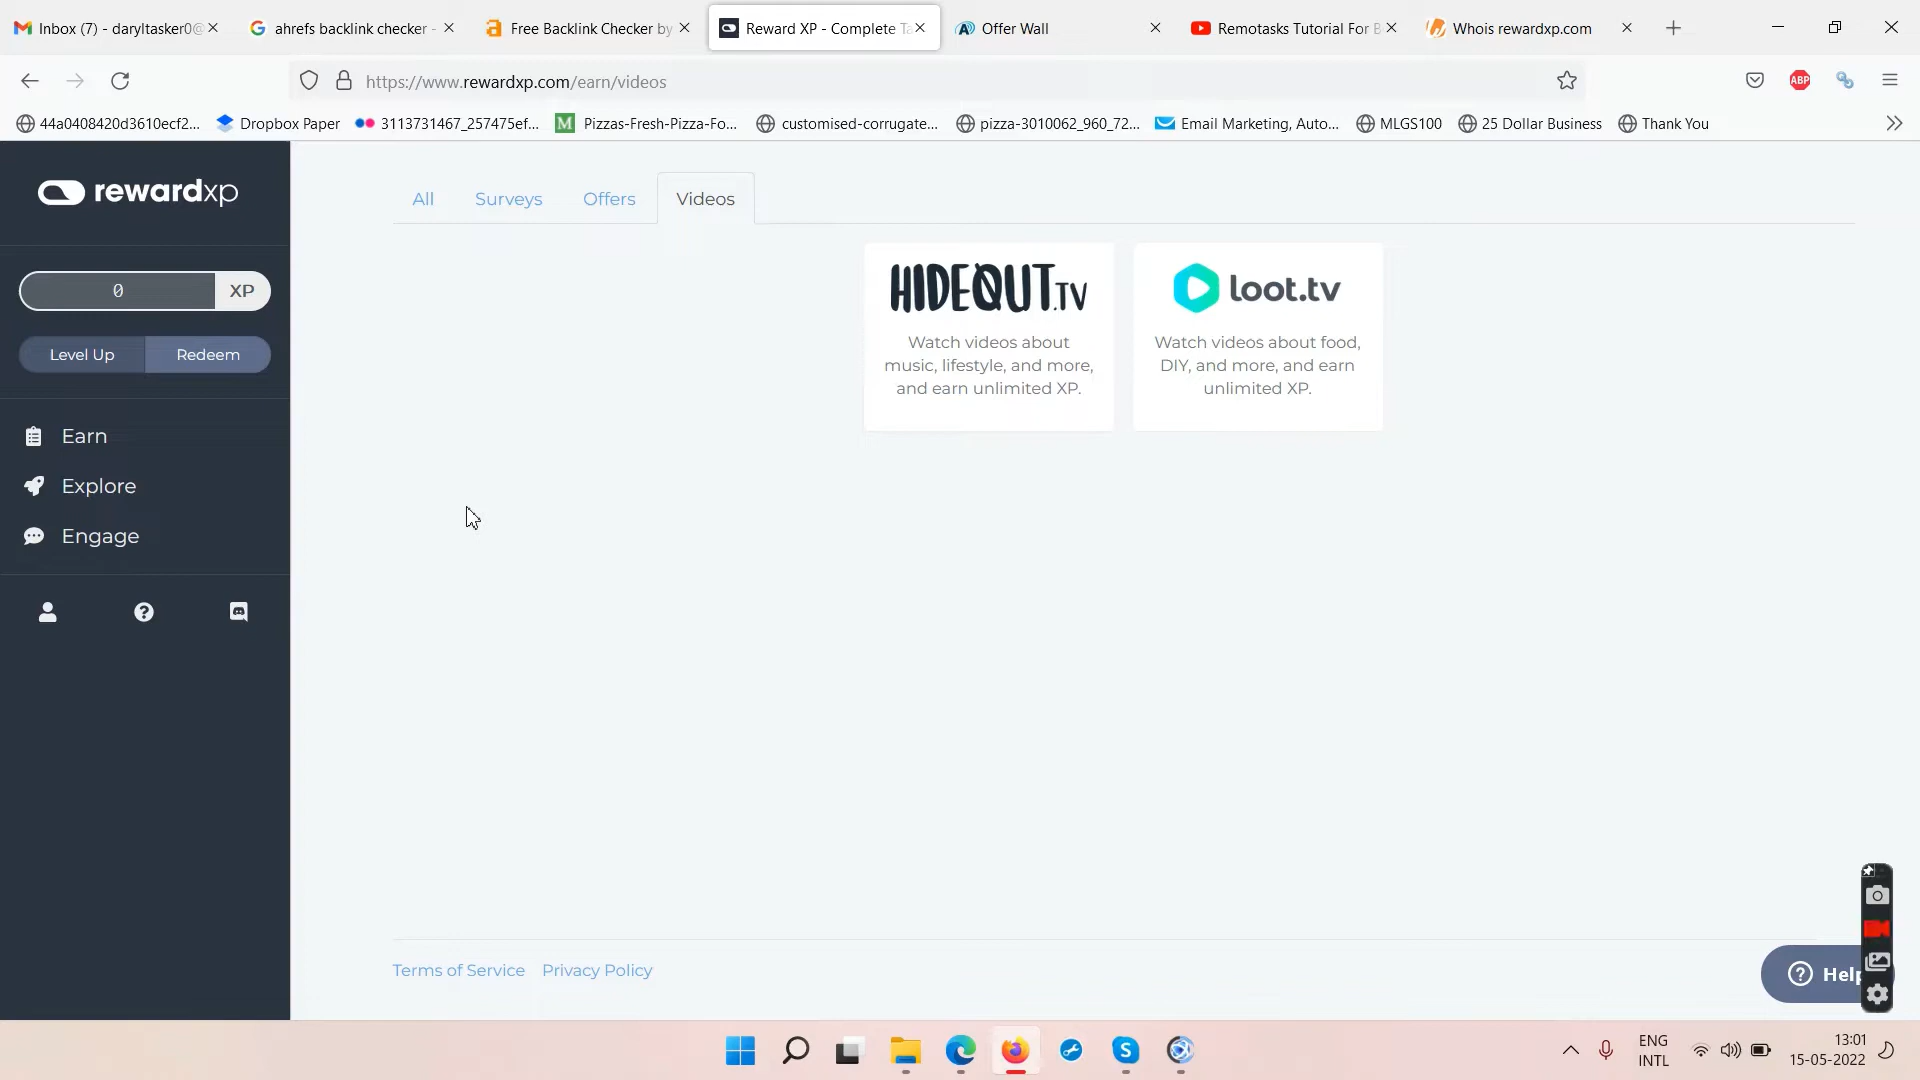 Inbox (7) - daryltasker0@
ahrefs backlink checker -
Free Backlink Checker by
Reward XP - Complete Ta
Offer Wall
Remotasks Tutorial For B
Whois rewardxp.com
https://www.rewardxp.com/earn/videos
ABP
44a0408420d3610ecf2...
Dropbox Paper
3113731467_257475ef...
M Pizzas-Fresh-Pizza-Fo...
customised-corrugate...
pizza-3010062_960_72...
Email Marketing, Auto...
MLGS100
25 Dollar Business
Thank You
rewardxp
0 XP
Level Up Redeem
Earn
Explore
Engage
All Surveys Offers Videos
HIDEOUT.TV
Watch videos about
music, lifestyle, and more,
and earn unlimited XP.
loot.tv
Watch videos about food,
DIY, and more, and earn
unlimited XP.
Terms of Service Privacy Policy
Help
ENG
INTL
13:01
15-05-2022